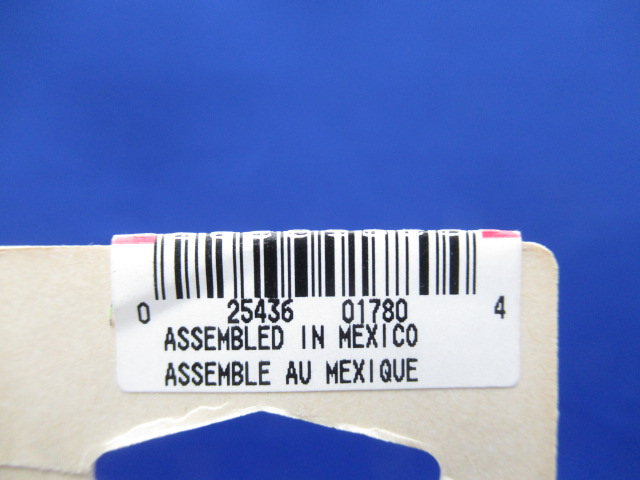 0 25436 01780 4
ASSEMBLED IN MEXICO
ASSEMBLE AU MEXIQUE